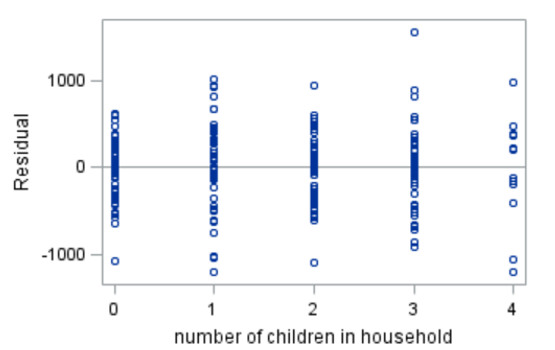 1000
Residual
0
-1000
0 1 2 3 4
number of children in household